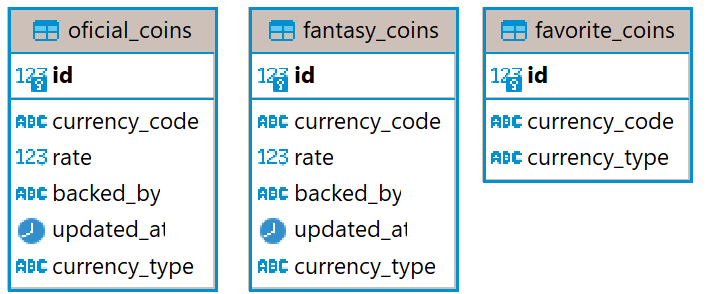 oficial_coins
123 id
ABC currency_code
123 rate
ABC backed_by
updated_at
ABC currency_type
fantasy_coins
123 id
ABC currency_code
123 rate
ABC backed_by
updated_at
ABC currency_type
favorite_coins
123 id
ABC currency_code
ABC currency_type